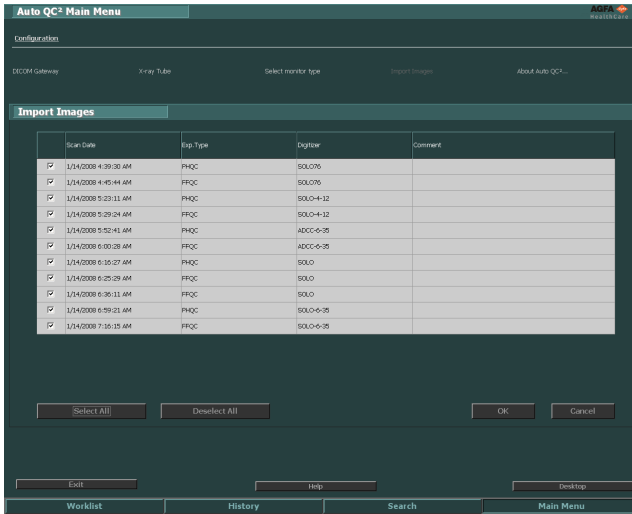 Auto QC² Main Menu
AGFA
HealthCare
Configuration
DICOM Gateway X-ray Tube Select monitor type Import Images About Auto QC²...
Import Images
Scan Date Exp.Type Digitizer Comment
1/14/2008 4:39:30 AM PHQC SOLO76
1/14/2008 4:45:44 AM FFQC SOLO76
1/14/2008 5:23:11 AM PHQC SOLO-4-12
1/14/2008 5:29:24 AM FFQC SOLO-4-12
1/14/2008 5:52:41 AM PHQC ADCC-6-35
1/14/2008 6:00:28 AM FFQC ADCC-6-35
1/14/2008 6:16:27 AM PHQC SOLO
1/14/2008 6:25:29 AM FFQC SOLO
1/14/2008 6:36:11 AM FFQC SOLO
1/14/2008 6:59:21 AM PHQC SOLO-6-35
1/14/2008 7:16:15 AM FFQC SOLO-6-35
Select All Deselect All OK Cancel
Exit Help Desktop
Worklist History Search Main Menu